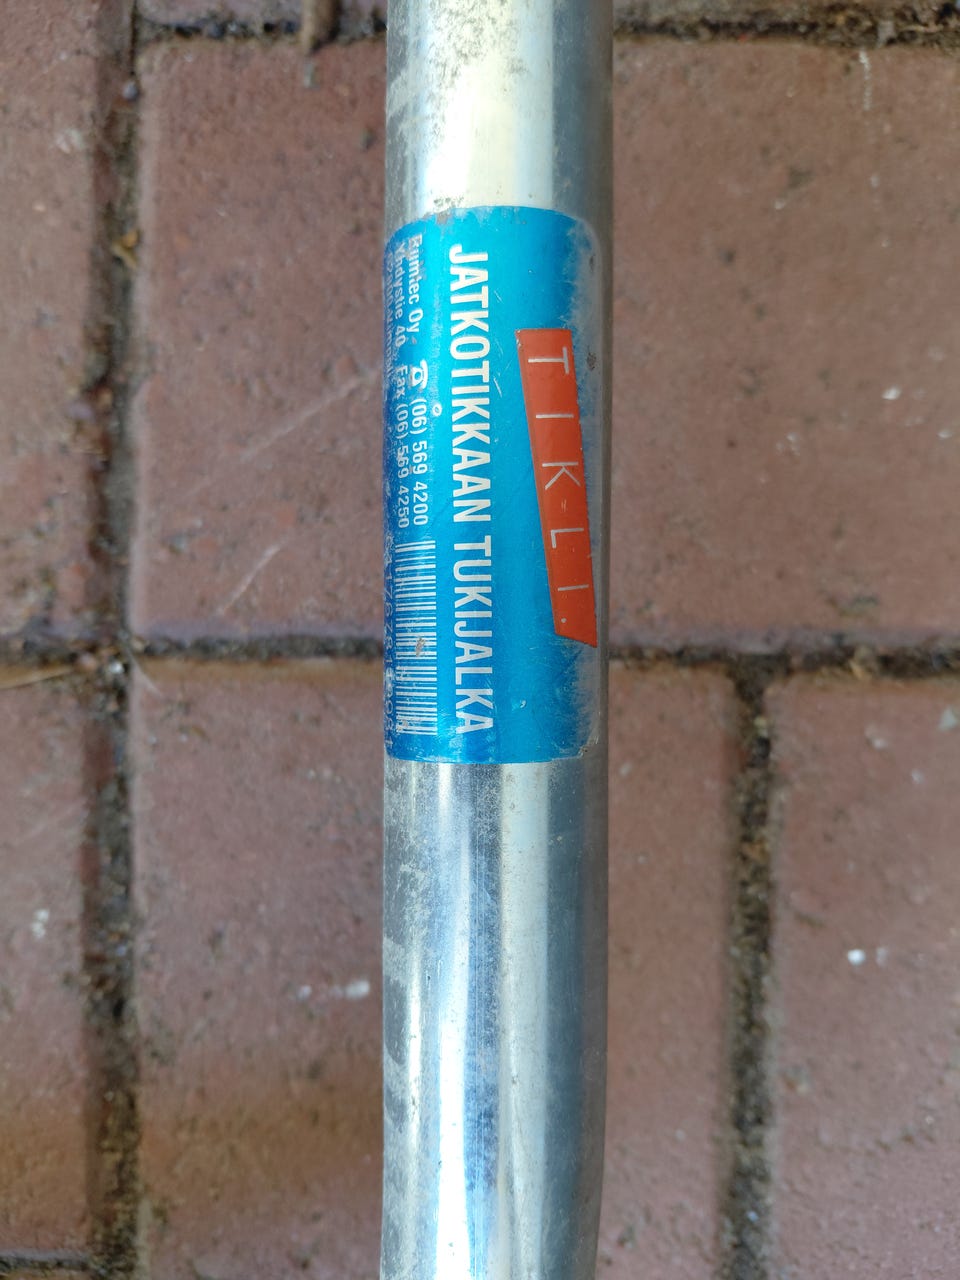 TIKLI.
JATKOTIKKAAN TUKIJALKA
Rumtec Oy ☎ (06) 569 4200
Yhdystie 40 Fax (06) 569 4250